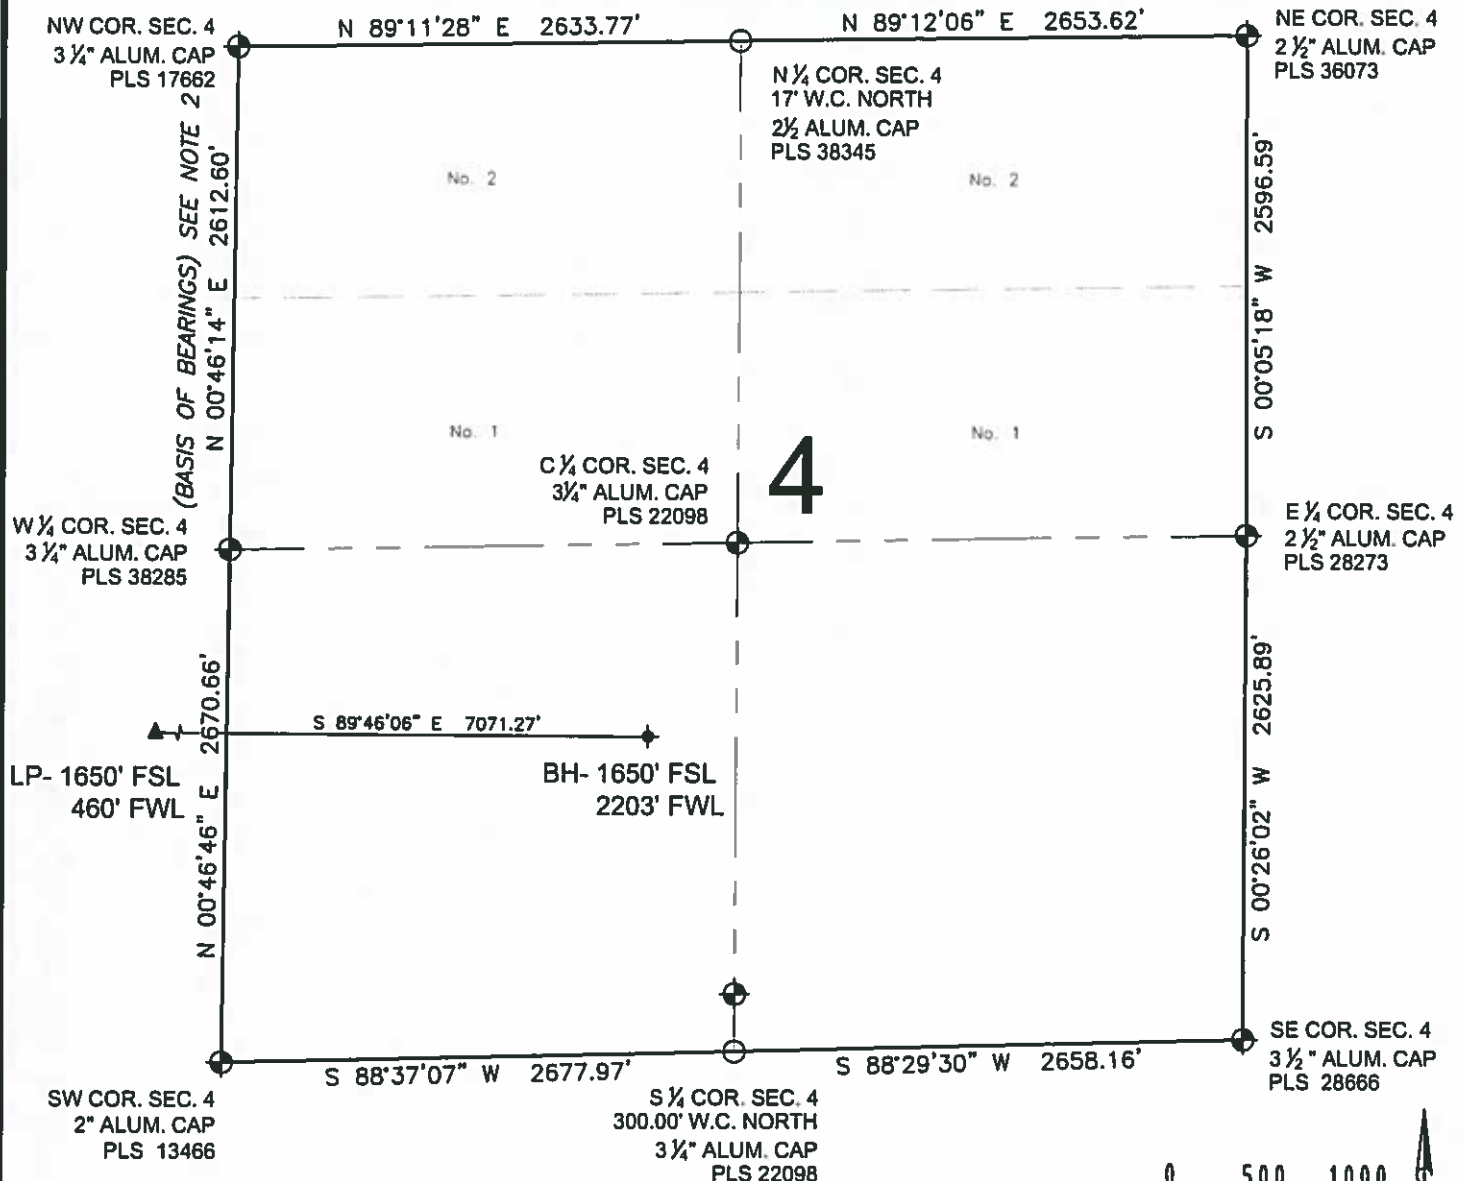 NW COR. SEC. 4
3 ¼" ALUM. CAP
PLS 17662
N 89°11'28" E 2633.77'
N 89°12'06" E 2653.62'
NE COR. SEC. 4
2 ½" ALUM. CAP
PLS 36073
N ¼ COR. SEC. 4
17' W.C. NORTH
2½ ALUM. CAP
PLS 38345
(BASIS OF BEARINGS) SEE NOTE 2
N 00°46'14" E 2612.60'
No. 2
No. 2
S 00°05'18" W 2596.59'
No. 1
No. 1
C ¼ COR. SEC. 4
3¼" ALUM. CAP
PLS 22098
4
W ¼ COR. SEC. 4
3 ¼" ALUM. CAP
PLS 38285
E ¼ COR. SEC. 4
2 ½" ALUM. CAP
PLS 28273
N 00°46'46" E 2670.66'
S 89°46'06" E 7071.27'
LP- 1650' FSL
460' FWL
BH- 1650' FSL
2203' FWL
S 00°26'02" W 2625.89'
S 88°37'07" W 2677.97'
S 88°29'30" W 2658.16'
SW COR. SEC. 4
2" ALUM. CAP
PLS 13466
S ¼ COR. SEC. 4
300.00' W.C. NORTH
3 ¼" ALUM. CAP
PLS 22098
SE COR. SEC. 4
3 ½" ALUM. CAP
PLS 28666
0 500 1000